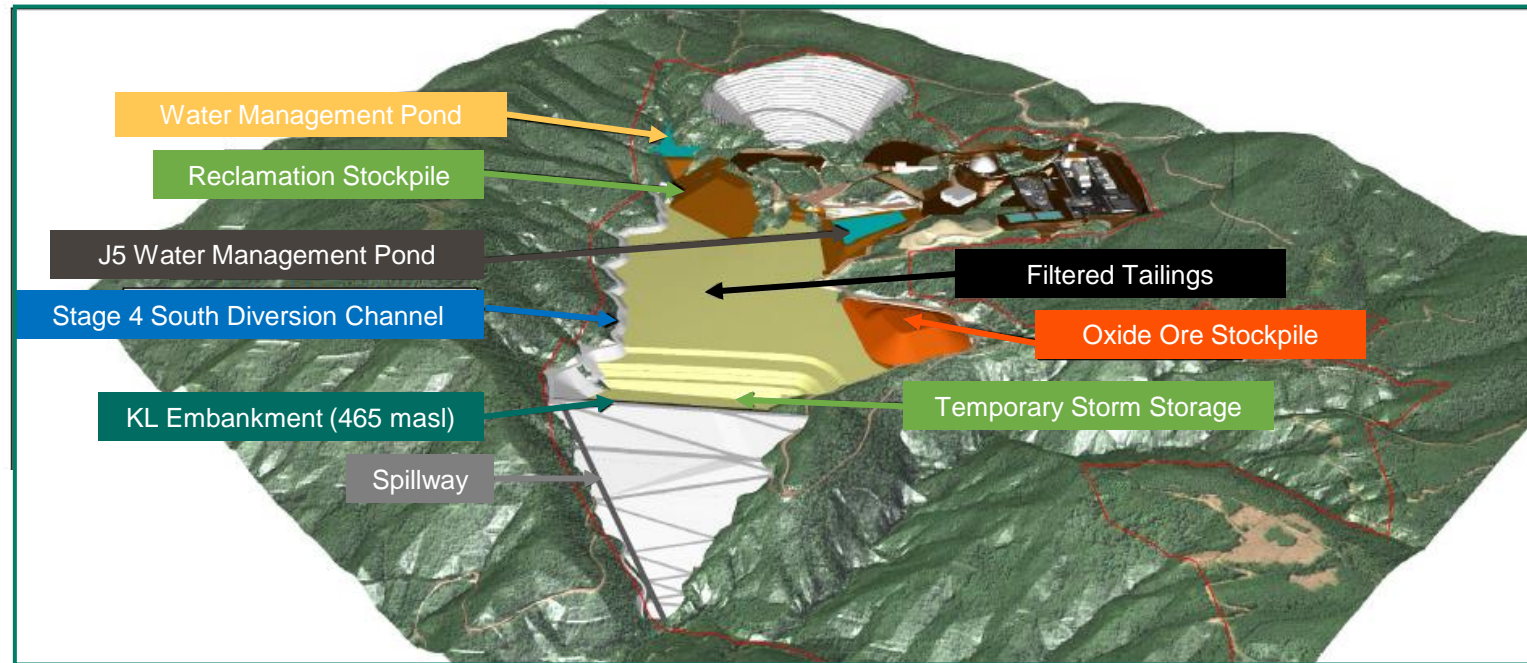 Water Management Pond
Reclamation Stockpile
J5 Water Management Pond
Filtered Tailings
Stage 4 South Diversion Channel
Oxide Ore Stockpile
KL Embankment (465 masl)
Temporary Storm Storage
Spillway